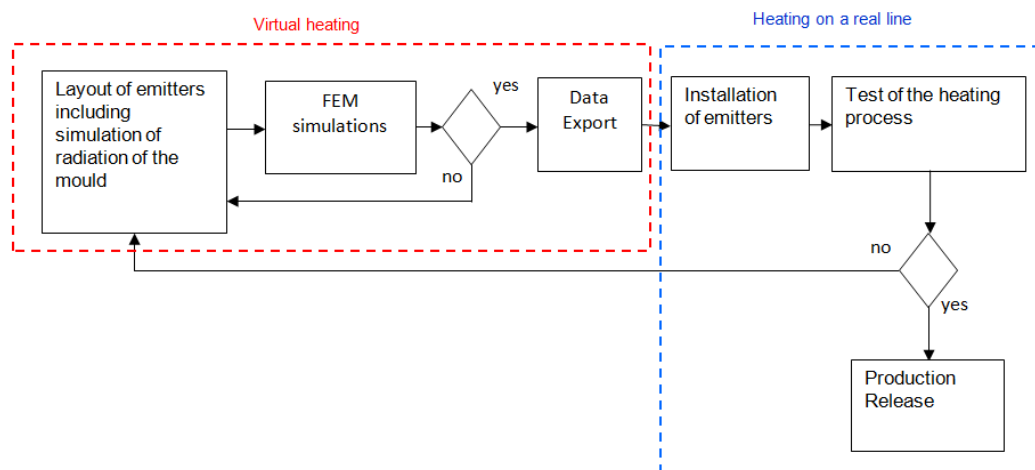 Virtual heating
Heating on a real line
Layout of emitters
including
simulation of
radiation of the
mould
FEM
simulations
yes
no
Data
Export
Installation
of emitters
Test of the heating
process
no
yes
Production
Release